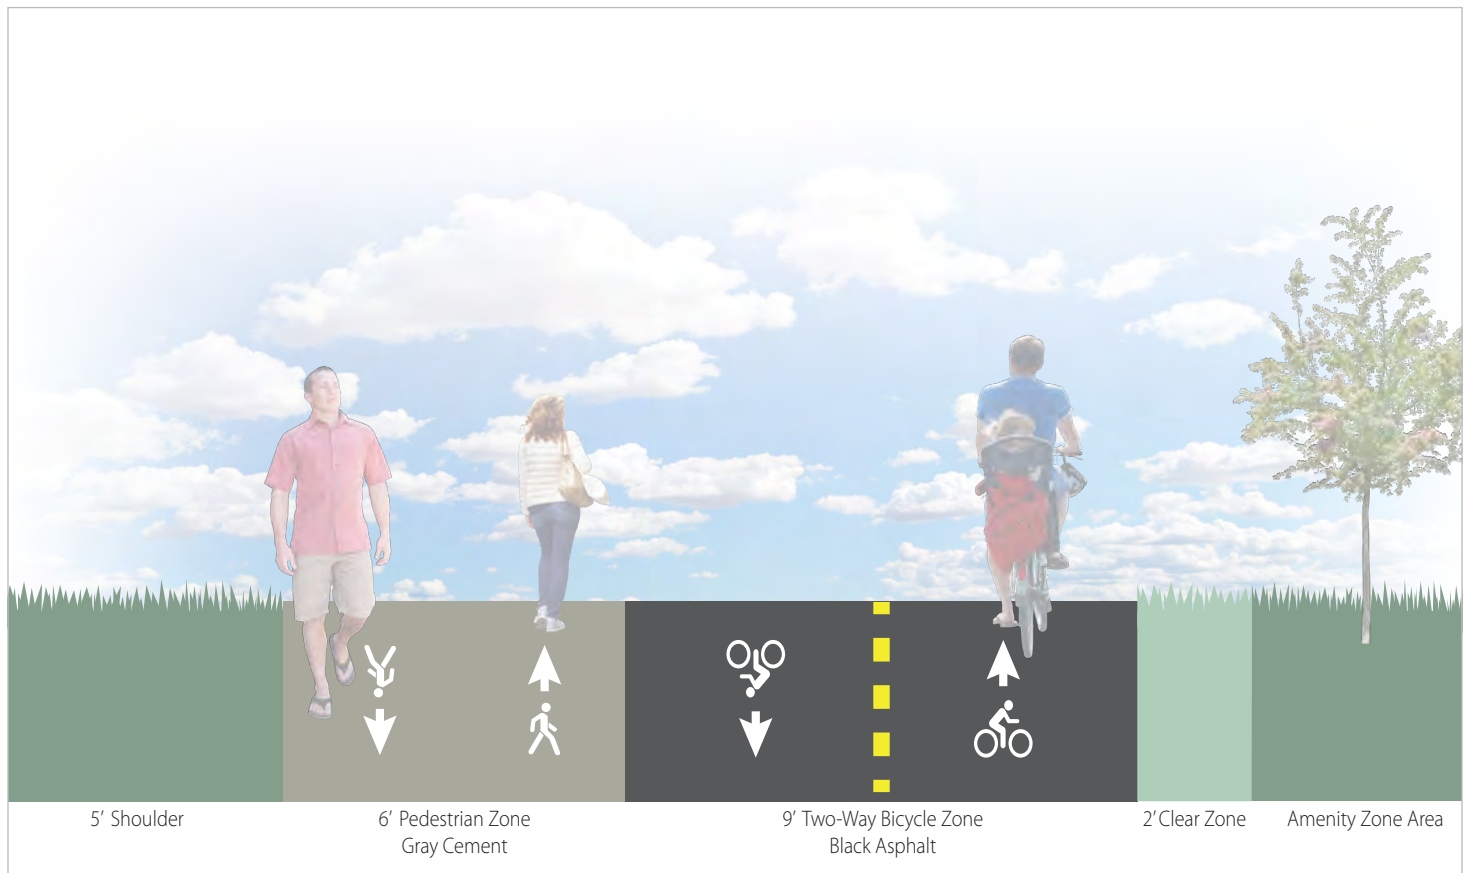 5’ Shoulder
6’ Pedestrian Zone
Gray Cement
9’ Two-Way Bicycle Zone
Black Asphalt
2’ Clear Zone
Amenity Zone Area